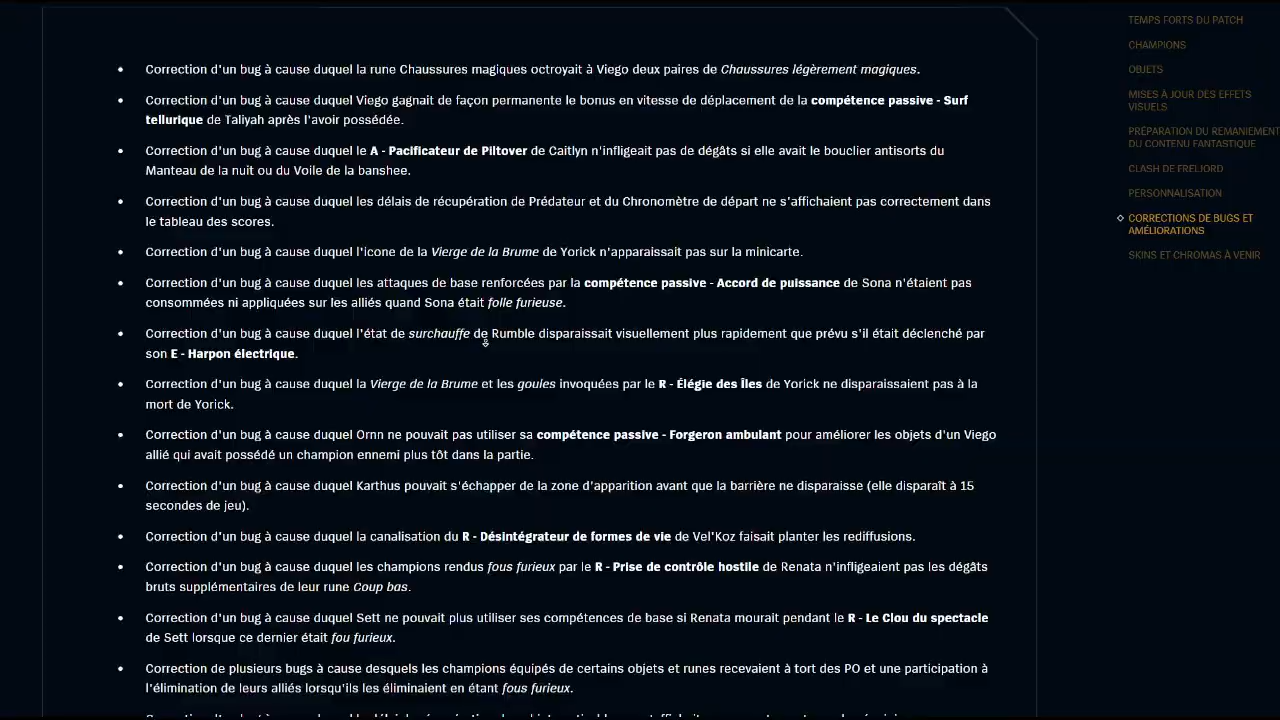 Correction d'un bug à cause duquel la rune Chaussures magiques octroyait à Viego deux paires de Chaussures légèrement magiques.
Correction d'un bug à cause duquel Viego gagnait de façon permanente le bonus en vitesse de déplacement de la compétence passive - Surf
tellurique de Taliyah après l'avoir possédée.
Correction d'un bug à cause duquel le A - Pacificateur de Piltover de Caitlyn n'infligeait pas de dégâts si elle avait le bouclier antisorts du
Manteau de la nuit ou du Voile de la banshee.
Correction d'un bug à cause duquel les délais de récupération de Prédateur et du Chronomètre de départ ne s'affichaient pas correctement dans
le tableau des scores.
Correction d'un bug à cause duquel l'icone de la Vierge de la Brume de Yorick n'apparaissait pas sur la minicarte.
Correction d'un bug à cause duquel les attaques de base renforcées par la compétence passive - Accord de puissance de Sona n'étaient pas
consommées ni appliquées sur les alliés quand Sona était folle furieuse.
Correction d'un bug à cause duquel l'état de surchauffe de Rumble disparaissait visuellement plus rapidement que prévu s'il était déclenché par
son E - Harpon électrique.
Correction d'un bug à cause duquel la Vierge de la Brume et les goules invoquées par le R - Élégie des Îles de Yorick ne disparaissaient pas à la
mort de Yorick.
Correction d'un bug à cause duquel Ornn ne pouvait pas utiliser sa compétence passive - Forgeron ambulant pour améliorer les objets d'un Viego
allié qui avait possédé un champion ennemi plus tôt dans la partie.
Correction d'un bug à cause duquel Karthus pouvait s'échapper de la zone d'apparition avant que la barrière ne disparaisse (elle disparaît à 15
secondes de jeu).
Correction d'un bug à cause duquel la canalisation du R - Désintégrateur de formes de vie de Vel'Koz faisait planter les rediffusions.
Correction d'un bug à cause duquel les champions rendus fous furieux par le R - Prise de contrôle hostile de Renata n'infligeaient pas les dégâts
bruts supplémentaires de leur rune Coup bas.
Correction d'un bug à cause duquel Sett ne pouvait plus utiliser ses compétences de base si Renata mourait pendant le R - Le Clou du spectacle
de Sett lorsque ce dernier était fou furieux.
Correction de plusieurs bugs à cause desquels les champions équipés de certains objets et runes recevaient à tort des PO et une participation à
l'élimination de leurs alliés lorsqu'ils les éliminaient en étant fous furieux.
TEMPS FORTS DU PATCH
CHAMPIONS
OBJETS
MISES À JOUR DES EFFETS
VISUELS
PRÉPARATION DU REMANIEMENT
DU CONTENU FANTASTIQUE
CLASH DE FRELJORD
PERSONNALISATION
CORRECTIONS DE BUGS ET
AMÉLIORATIONS
SKINS ET CHROMAS À VENIR